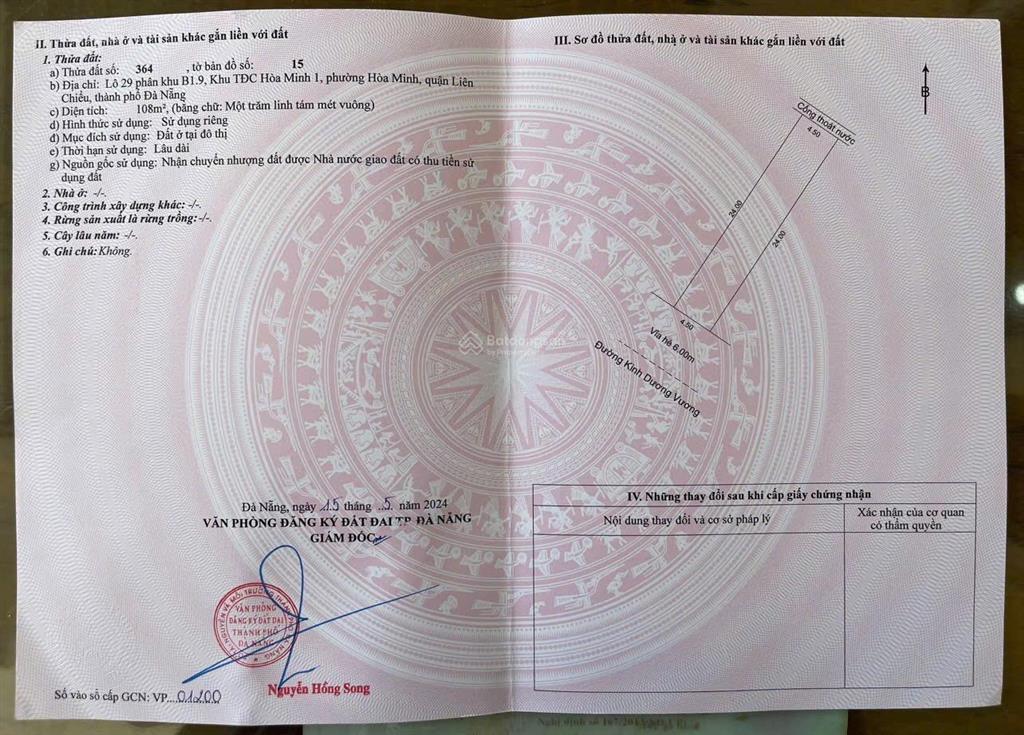 II. Thửa đất, nhà ở và tài sản khác gắn liền với đất
1. Thửa đất:
a) Thửa đất số: 364 , tờ bản đồ số: 15
b) Địa chỉ: Lô 29 phân khu B1.9, Khu TĐC Hòa Minh 1, phường Hòa Minh, quận Liên
Chiểu, thành phố Đà Nẵng
c) Diện tích: 108m², (bằng chữ: Một trăm linh tám mét vuông)
d) Hình thức sử dụng: Sử dụng riêng
đ) Mục đích sử dụng: Đất ở tại đô thị
e) Thời hạn sử dụng: Lâu dài
g) Nguồn gốc sử dụng: Nhận chuyển nhượng đất được Nhà nước giao đất có thu tiền sử
dụng đất
2. Nhà ở: -/-.
3. Công trình xây dựng khác: -/-.
4. Rừng sản xuất là rừng trồng:-/-.
5. Cây lâu năm: -/-.
6. Ghi chú: Không.
Đà Nẵng, ngày 15 tháng 5 năm 2024
VĂN PHÒNG ĐĂNG KÝ ĐẤT ĐAI TP. ĐÀ NẴNG
GIÁM ĐỐC
VĂN PHÒNG
ĐĂNG KÝ ĐẤT ĐAI
THÀNH PHỐ
ĐÀ NẴNG
Nguyễn Hồng Song
Số vào sổ cấp GCN: VP....01200
III. Sơ đồ thửa đất, nhà ở và tài sản khác gắn liền với đất
B
Cống thoát nước
4.50
24.00
24.00
4.50
Vỉa hè 6.00m
Đường Kinh Dương Vương
Batdongsan
by PropertyGuru
IV. Những thay đổi sau khi cấp giấy chứng nhận
Nội dung thay đổi và cơ sở pháp lý
Xác nhận của cơ quan
có thẩm quyền